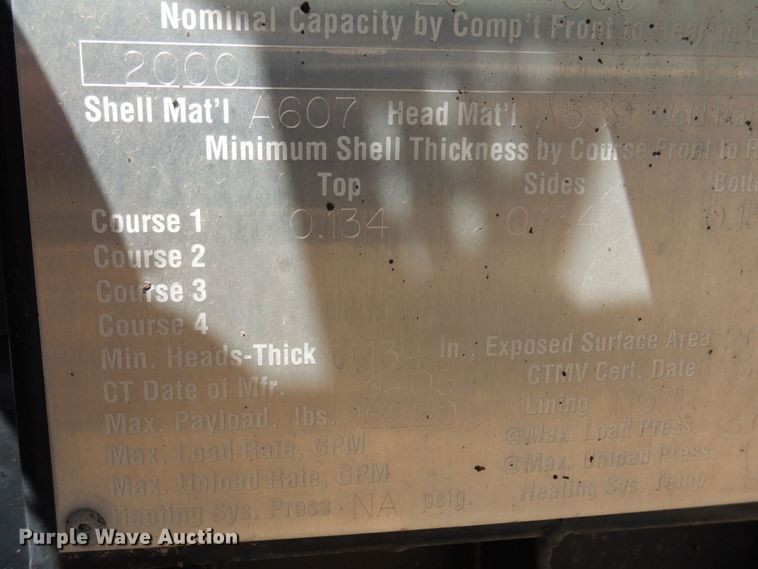 Nominal Capacity by Comp't Front to Rear in
2000
Shell Mat'l A607 Head Mat'l Weld
Minimum Shell Thickness by Course Front to
Top Sides
Course 1 0.134 0.134
Course 2
Course 3
Course 4
Min. Heads-Thick 0.134 In., Exposed Surface Area
CT Date of Mfr. CTMV Cert. Date
Max. Payload, lbs. Lining NONE
Max. Load Rate, GPM @Max. Load Press.
Max. Unload Rate, GPM @Max. Unload Press.
Heating Sys. Press NA psig. Heating Sys. Temp
Purple Wave Auction